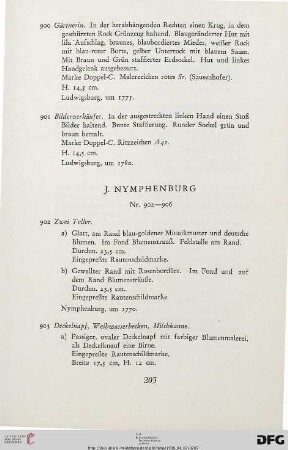 900 Gärtnerin. In der herabhängenden Rechten einen Krug, in dem
geschürzten Rock Grünzeug haltend. Blaugeränderter Hut mit
lila Aufschlag, braunes, blaubordiertes Mieder, weißer Rock
mit blau-roter Borte, gelber Unterrock mit blauem Saum.
Mit Braun und Grün staffierter Erdsockel. Hut und linkes
Handgelenk ausgebessert.
Marke Doppel-C. Malerzeichen rotes Sr. (Sausenhofer).
H. 14,5 cm.
Ludwigsburg, um 1775.
901 Bilderverkäufer. In der ausgestreckten linken Hand einen Stoß
Bilder haltend. Bunte Staffierung. Runder Sockel grün und
braun bemalt.
Marke Doppel-C. Ritzzeichen A 42.
H. 14,5 cm.
Ludwigsburg, um 1780.
J. NYMPHENBURG
Nr. 902—906
902 Zwei Teller.
a) Glatt, am Rand blau-goldener Mosaikmuster und deutsche
Blumen. Im Fond Blumenstrauß. Fehlstelle am Rand.
Durchm. 23,5 cm.
Eingepreßte Rautenschildmarke.
b) Gewellter Rand mit Rosenbordüre. Im Fond und auf
dem Rand Blumensträuße.
Durchm. 23,5 cm.
Eingepreßte Rautenschildmarke.
Nymphenburg, um 1770.
903 Deckelnapf, Weihwasserbecken, Milchkanne.
a) Passiger, ovaler Deckelnapf mit farbiger Blumenmalerei,
als Deckelknauf eine Birne.
Eingepreßte Rautenschildmarke.
Breite 17,5 cm, H. 12 cm.
205
DFG